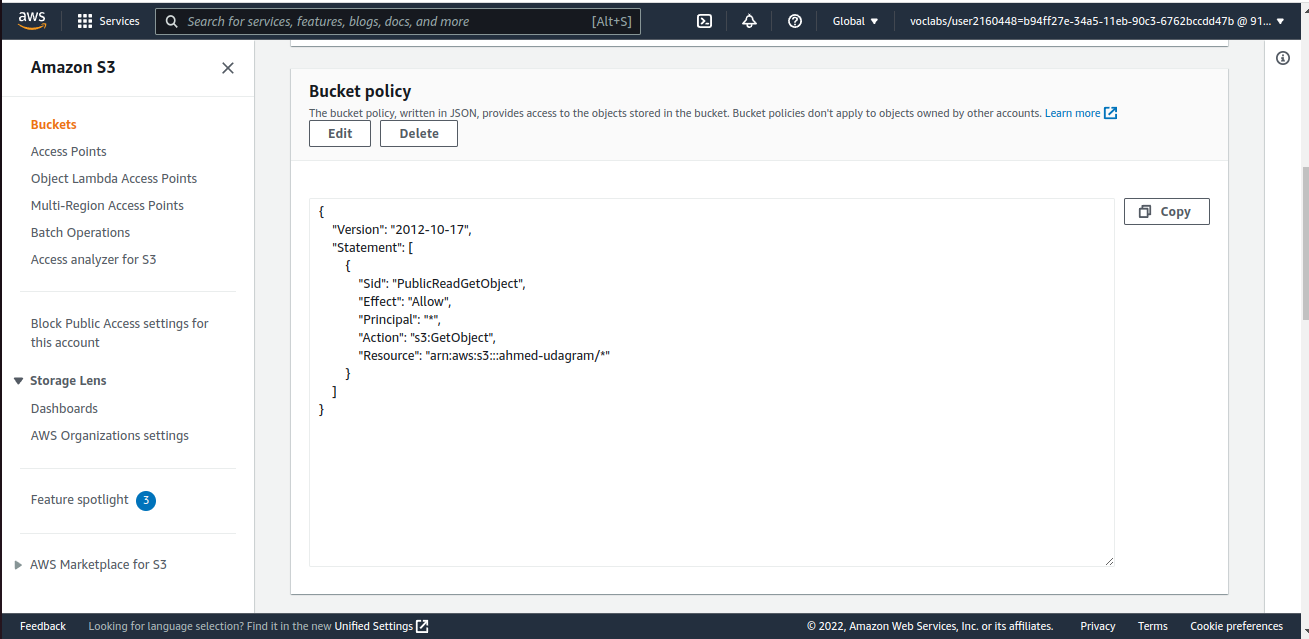 aws
Services
Search for services, features, blogs, docs, and more
[Alt+S]
Global
voclabs/user2160448=b94ff27e-34a5-11eb-90c3-6762bccdd47b @ 91...
Amazon S3
Buckets
Access Points
Object Lambda Access Points
Multi-Region Access Points
Batch Operations
Access analyzer for S3
Block Public Access settings for
this account
Storage Lens
Dashboards
AWS Organizations settings
Feature spotlight 3
AWS Marketplace for S3
Bucket policy
The bucket policy, written in JSON, provides access to the objects stored in the bucket. Bucket policies don't apply to objects owned by other accounts. Learn more
Edit
Delete
Copy
{
"Version": "2012-10-17",
"Statement": [
{
"Sid": "PublicReadGetObject",
"Effect": "Allow",
"Principal": "*",
"Action": "s3:GetObject",
"Resource": "arn:aws:s3:::ahmed-udagram/*"
}
]
}
Feedback
Looking for language selection? Find it in the new Unified Settings
© 2022, Amazon Web Services, Inc. or its affiliates.
Privacy
Terms
Cookie preferences